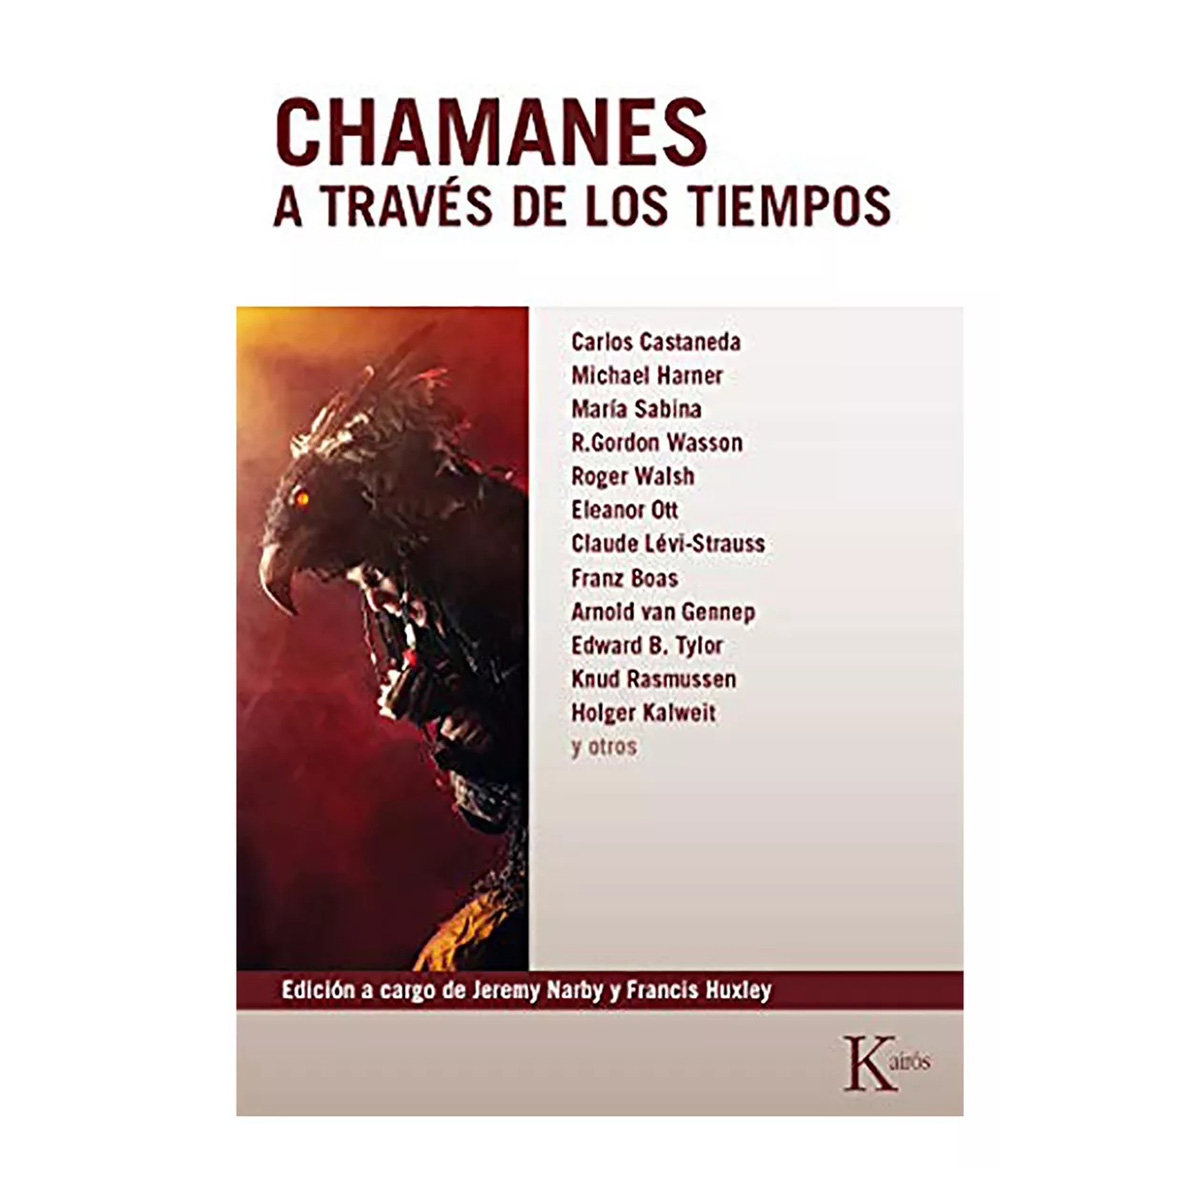 CHAMANES
A TRAVÉS DE LOS TIEMPOS
Carlos Castaneda
Michael Harner
María Sabina
R.Gordon Wasson
Roger Walsh
Eleanor Ott
Claude Lévi-Strauss
Franz Boas
Arnold van Gennep
Edward B. Tylor
Knud Rasmussen
Holger Kalweit
y otros
Edición a cargo de Jeremy Narby y Francis Huxley
Kairós